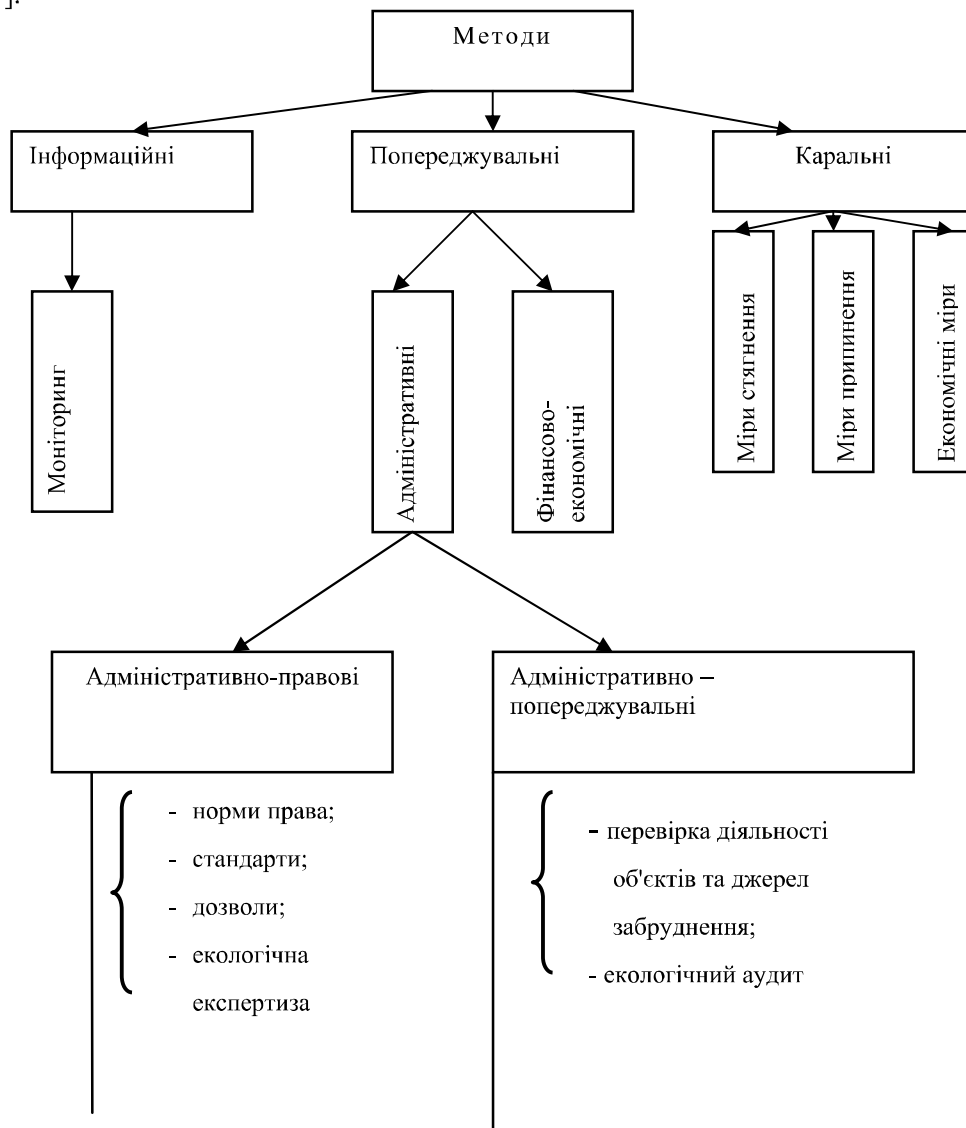 ].
Методи
Інформаційні
Попереджувальні
Каральні
Моніторинг
Адміністративні
Фінансово-
економічні
Міри стягнення
Міри припинення
Економічні міри
Адміністративно-правові
Адміністративно –
попереджувальні
- норми права;
- стандарти;
- дозволи;
- екологічна
експертиза
- перевірка діяльності
об'єктів та джерел
забруднення;
- екологічний аудит